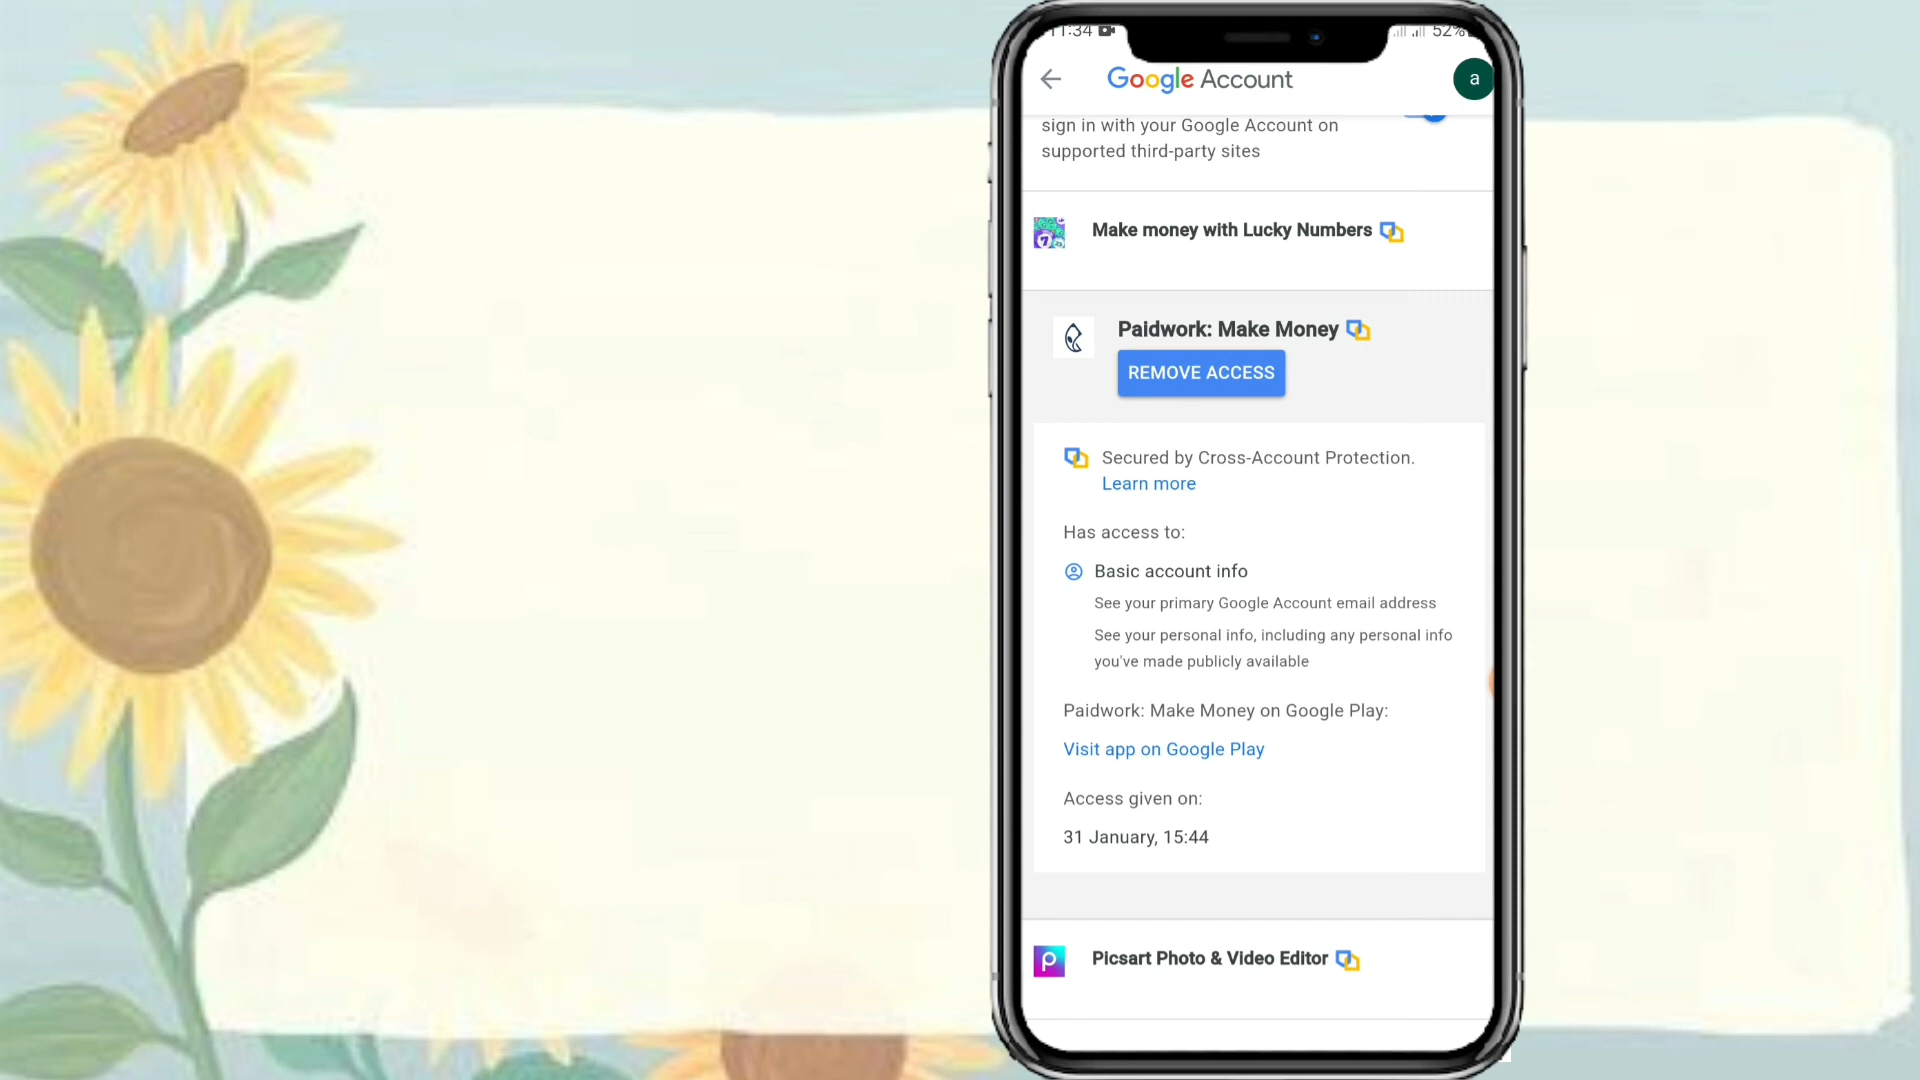 11:34
52%
Google Account
a
sign in with your Google Account on
supported third-party sites
Make money with Lucky Numbers
Paidwork: Make Money
REMOVE ACCESS
Secured by Cross-Account Protection.
Learn more
Has access to:
Basic account info
See your primary Google Account email address
See your personal info, including any personal info
you've made publicly available
Paidwork: Make Money on Google Play:
Visit app on Google Play
Access given on:
31 January, 15:44
Picsart Photo & Video Editor